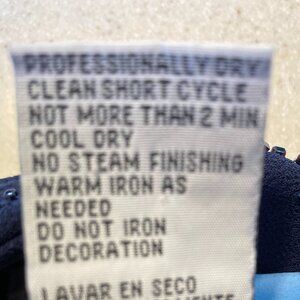 PROFESSIONALLY DRY
CLEAN SHORT CYCLE
NOT MORE THAN 2 MIN
COOL DRY
NO STEAM FINISHING
WARM IRON AS
NEEDED
DO NOT IRON
DECORATION
LAVAR EN SECO